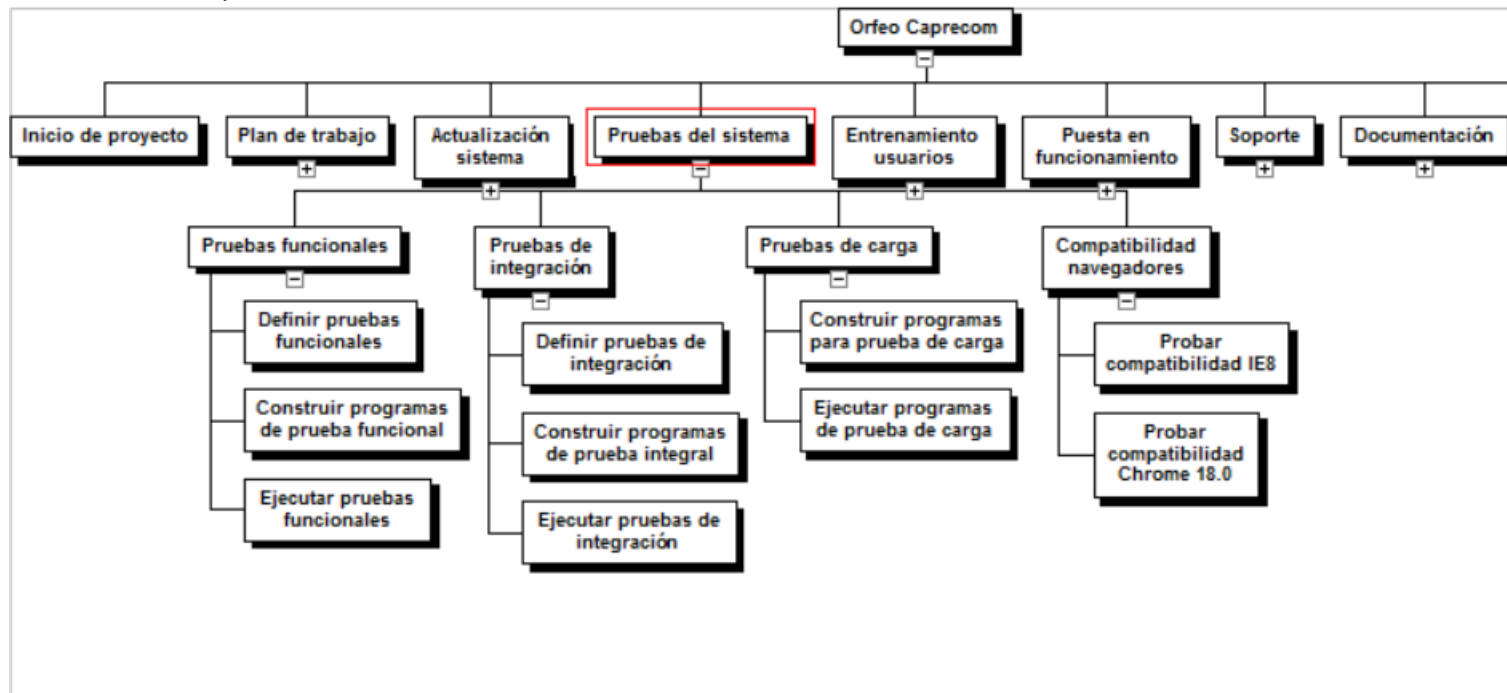 Orfeo Caprecom
Inicio de proyecto
Plan de trabajo
Actualización
sistema
Pruebas del sistema
Entrenamiento
usuarios
Puesta en
funcionamiento
Soporte
Documentación
Pruebas funcionales
Definir pruebas
funcionales
Construir programas
de prueba funcional
Ejecutar pruebas
funcionales
Pruebas de
integración
Definir pruebas de
integración
Construir programas
de prueba integral
Ejecutar pruebas de
integración
Pruebas de carga
Construir programas
para prueba de carga
Ejecutar programas
de prueba de carga
Compatibilidad
navegadores
Probar
compatibilidad IE8
Probar
compatibilidad
Chrome 18.0